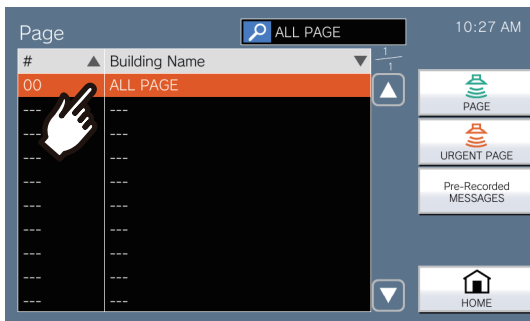 Page
ALL PAGE
10:27 AM
# ▲ Building Name ▼
1/1
00 ALL PAGE
--- ---
--- ---
--- ---
--- ---
--- ---
--- ---
--- ---
--- ---
--- ---
PAGE
URGENT PAGE
Pre-Recorded
MESSAGES
HOME